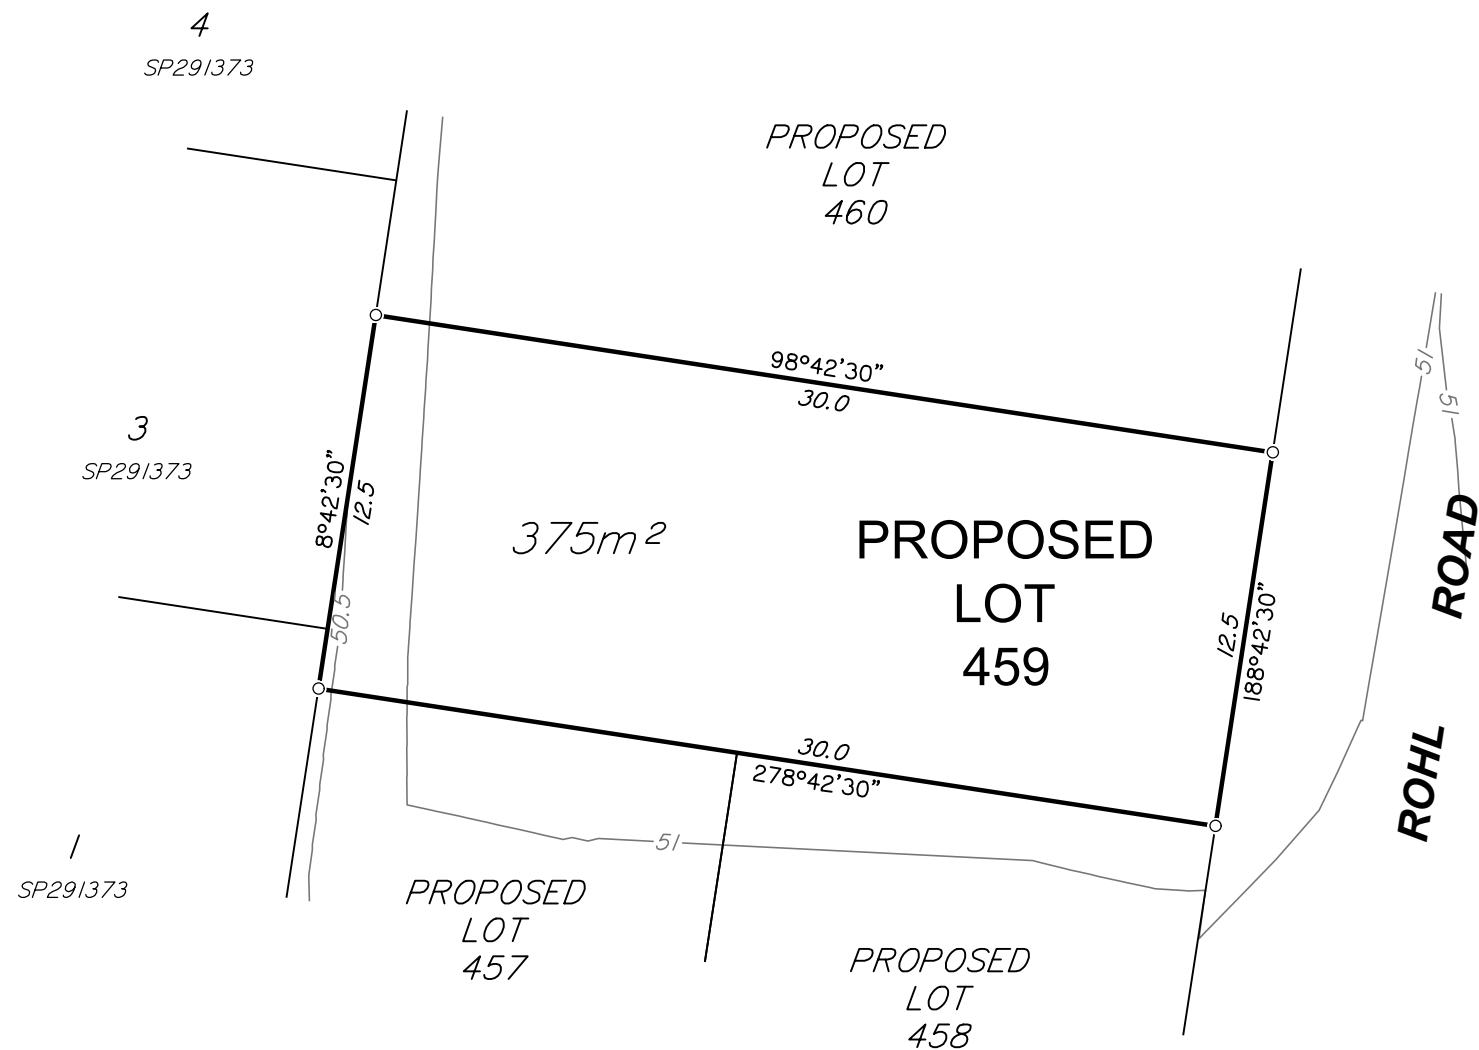 4
SP291373
PROPOSED
LOT
460
98°42'30"
30.0
51
51
3
SP291373
8°42'30"
12.5
375m²
PROPOSED
LOT
459
12.5
188°42'30"
ROHL ROAD
50.5
30.0
278°42'30"
51
1
SP291373
PROPOSED
LOT
457
PROPOSED
LOT
458